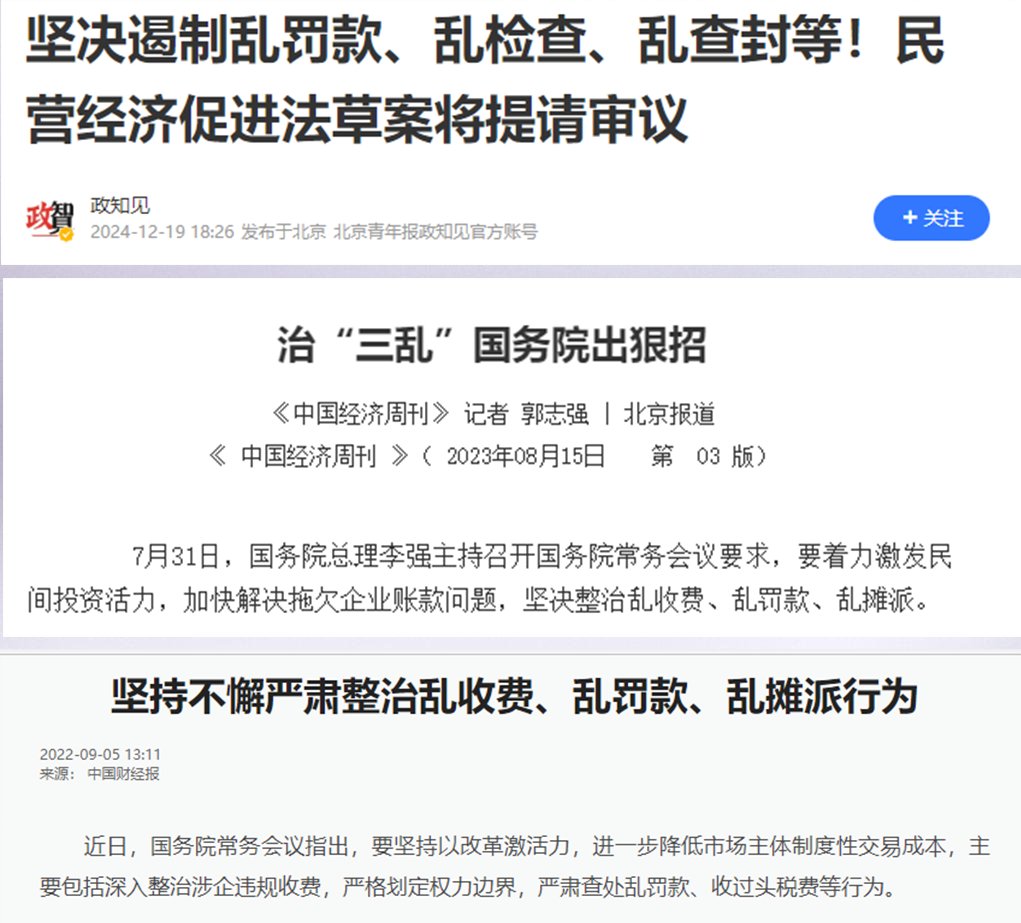 坚决遏制乱罚款、乱检查、乱查封等！民
营经济促进法草案将提请审议
政智
政知见
2024-12-19 18:26 发布于北京 北京青年报政知见官方账号
+ 关注
治“三乱”国务院出狠招
《中国经济周刊》 记者 郭志强 | 北京报道
《 中国经济周刊 》（ 2023年08月15日 第 03 版）
7月31日，国务院总理李强主持召开国务院常务会议要求，要着力激发民
间投资活力，加快解决拖欠企业账款问题，坚决整治乱收费、乱罚款、乱摊派。
坚持不懈严肃整治乱收费、乱罚款、乱摊派行为
2022-09-05 13:11
来源： 中国财经报
近日，国务院常务会议指出，要坚持以改革激活力，进一步降低市场主体制度性交易成本，主
要包括深入整治涉企违规收费，严格划定权力边界，严肃查处乱罚款、收过头税费等行为。